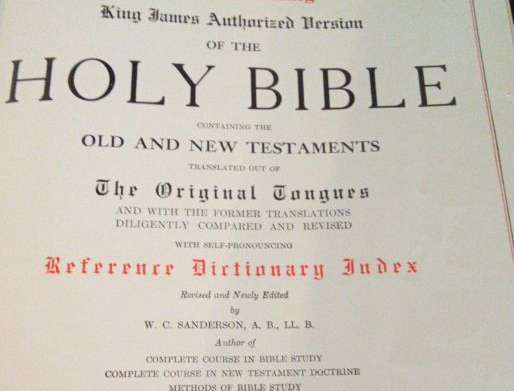 King James Authorized Version
OF THE
HOLY BIBLE
CONTAINING THE
OLD AND NEW TESTAMENTS
TRANSLATED OUT OF
The Original Tongues
AND WITH THE FORMER TRANSLATIONS
DILIGENTLY COMPARED AND REVISED
WITH SELF-PRONOUNCING
Reference Dictionary Index
Revised and Newly Edited
by
W. C. SANDERSON, A. B., LL. B.
Author of
COMPLETE COURSE IN BIBLE STUDY
COMPLETE COURSE IN NEW TESTAMENT DOCTRINE
METHODS OF BIBLE STUDY